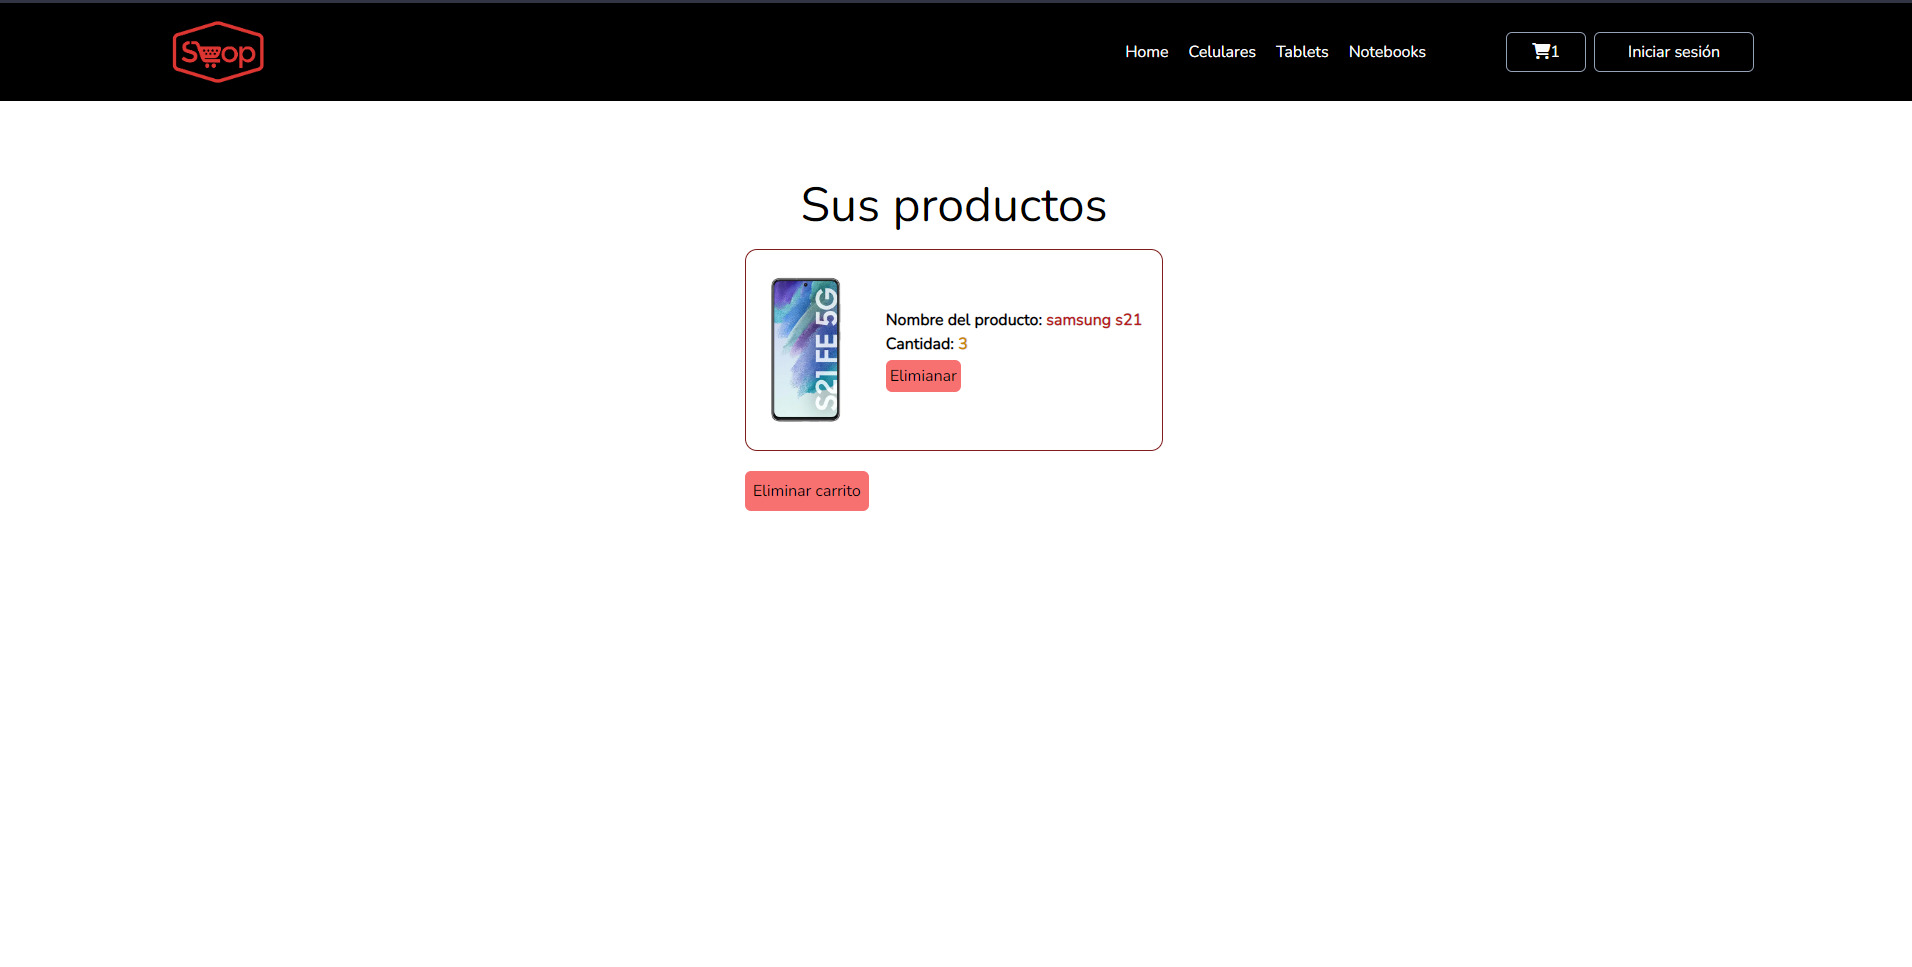 Shop
Home Celulares Tablets Notebooks 1 Iniciar sesión
Sus productos
S21 FE 5G
Nombre del producto: samsung s21
Cantidad: 3
Elimianar
Eliminar carrito